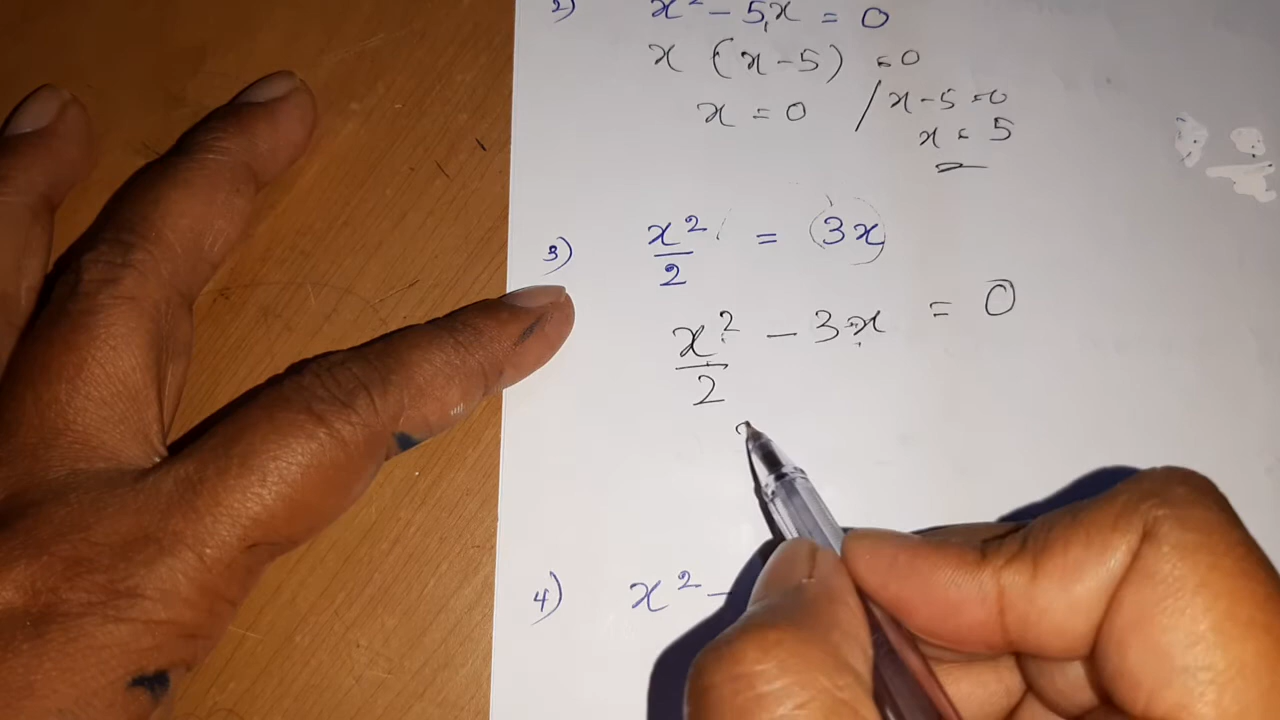 2) x² - 5x = 0
x (x-5) = 0
x = 0 / x-5=0
x = 5
3) x²/2 = (3x)
x²/2 - 3x = 0
4) x² -